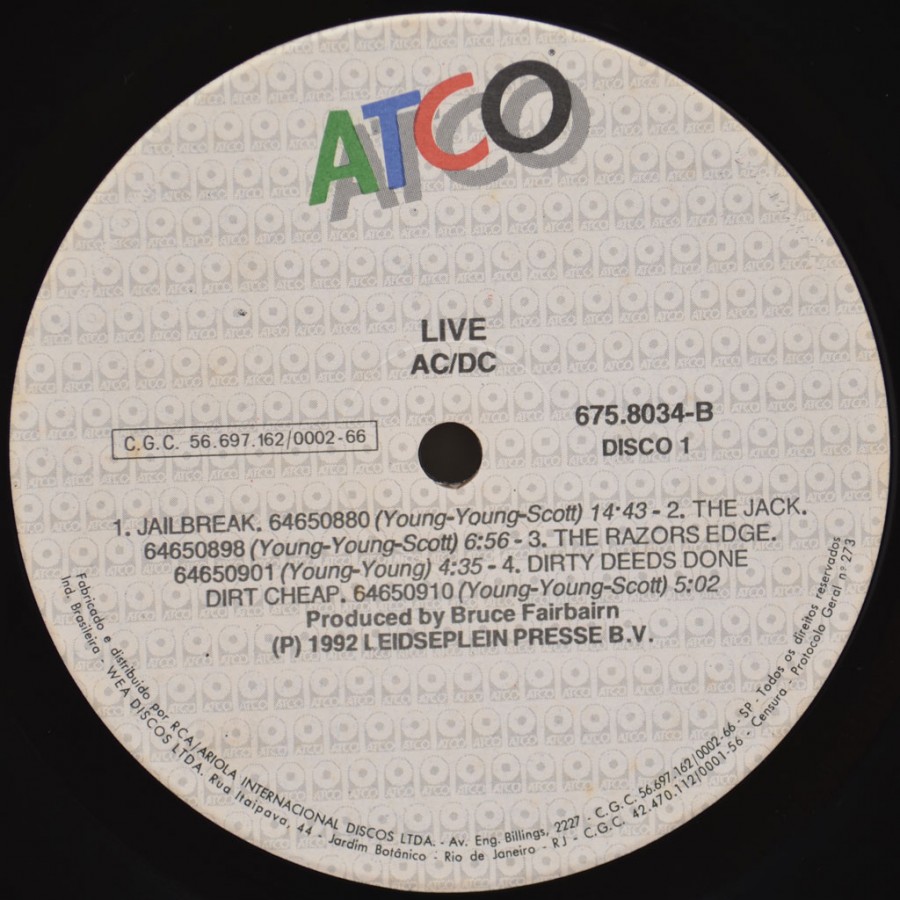 ATCO
LIVE
AC/DC
C.G.C. 56.697.162/0002-66
675.8034-B
DISCO 1
1. JAILBREAK. 64650880 (Young-Young-Scott) 14·43 - 2. THE JACK.
64650898 (Young-Young-Scott) 6:56 - 3. THE RAZORS EDGE.
64650901 (Young-Young) 4:35 - 4. DIRTY DEEDS DONE
DIRT CHEAP. 64650910 (Young-Young-Scott) 5:02
Produced by Bruce Fairbairn
(P) 1992 LEIDSEPLEIN PRESSE B.V.
Fabricado e distribuido por RCA/ARIOLA INTERNACIONAL DISCOS LTDA. - Av. Eng. Billings, 2227 - C.G.C. 56.697.162/0002-66 - SP - Todos os direitos reservados
Ind. Brasileira - WEA DISCOS LTDA. Rua Itaipava, 44 - Jardim Botânico - Rio de Janeiro - RJ - C.G.C. 42.470.112/0001-56 - Censura - Protocolo Geral nº 273